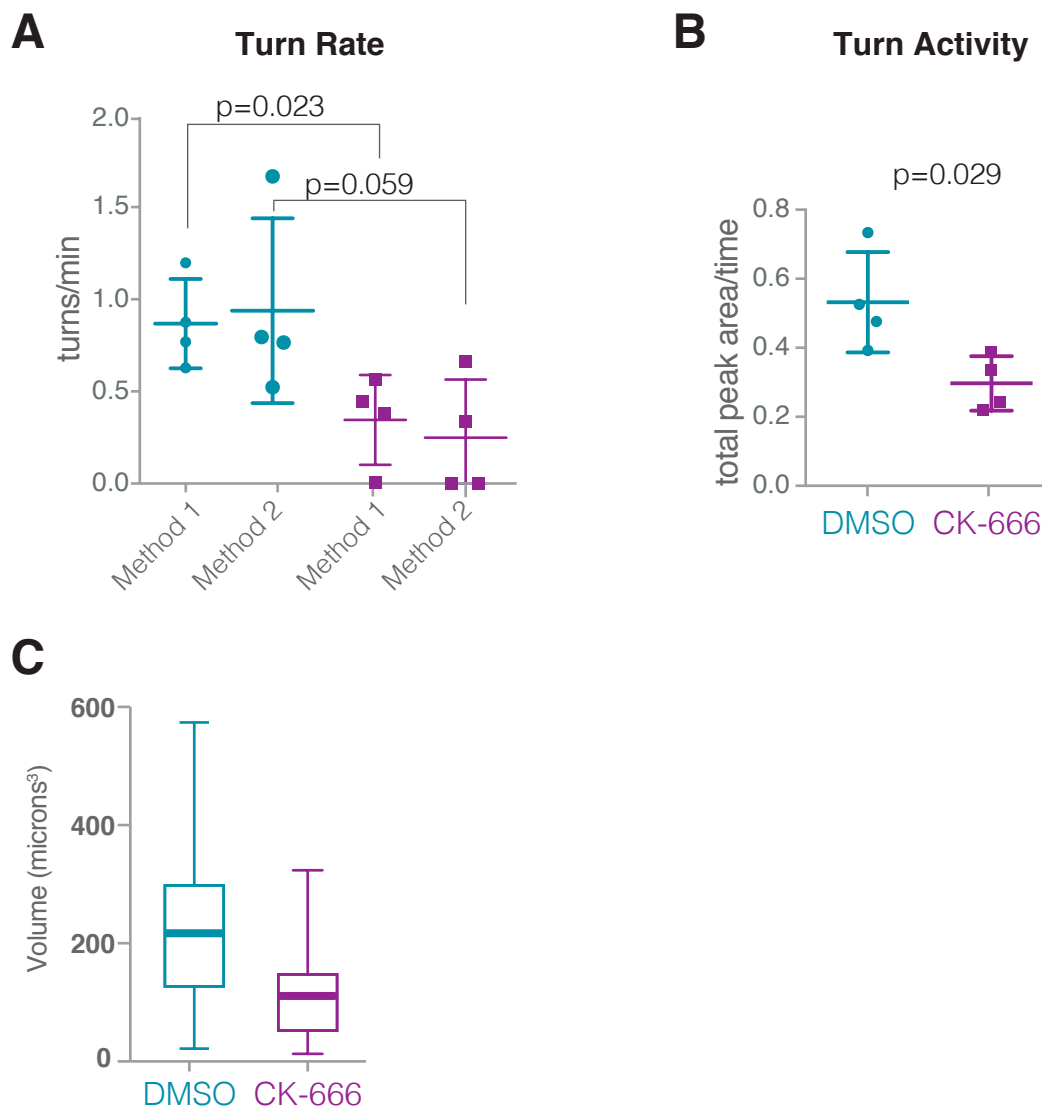 A
Turn Rate
p=0.023
p=0.059
turns/min
2.0
1.5
1.0
0.5
0.0
Method 1
Method 2
Method 1
Method 2
B
Turn Activity
p=0.029
total peak area/time
0.8
0.6
0.4
0.2
0.0
DMSO
CK-666
C
Volume (microns³)
600
400
200
0
DMSO
CK-666